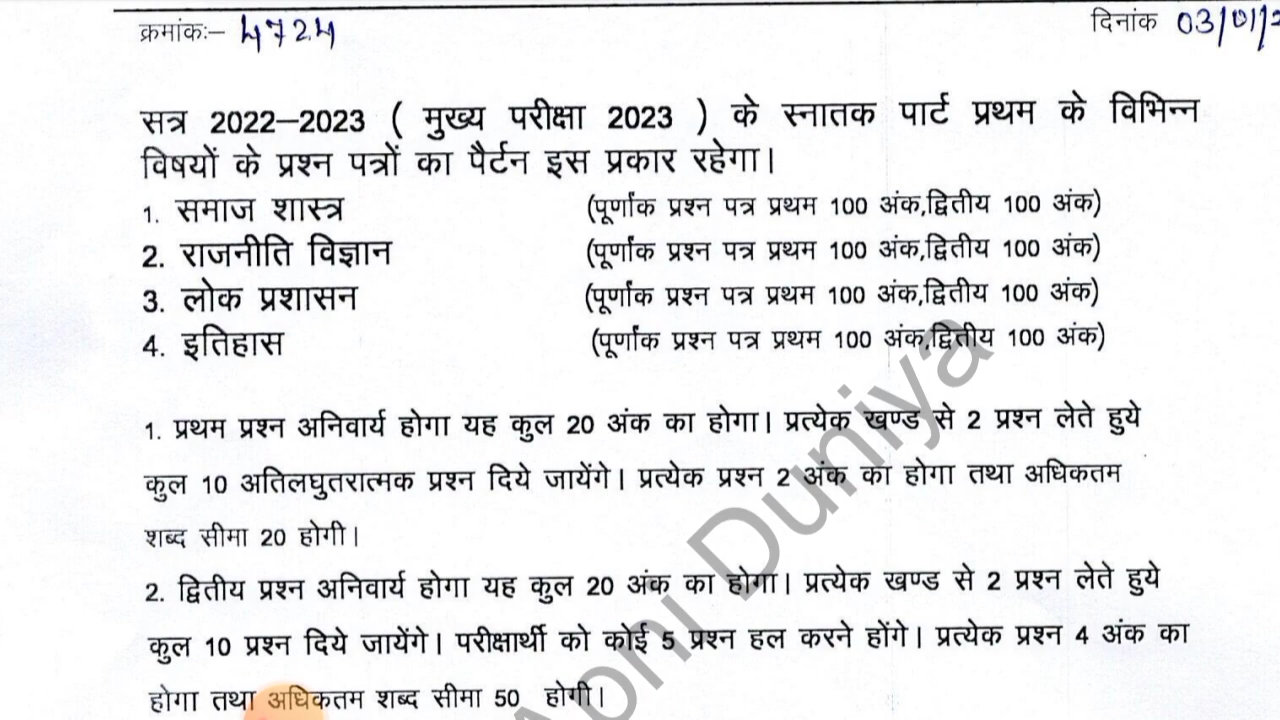 क्रमांकः– 4724
दिनांक 03/01/2
सत्र 2022–2023 ( मुख्य परीक्षा 2023 ) के स्नातक पार्ट प्रथम के विभिन्न
विषयों के प्रश्न पत्रों का पैर्टन इस प्रकार रहेगा।
1. समाज शास्त्र (पूर्णांक प्रश्न पत्र प्रथम 100 अंक,द्वितीय 100 अंक)
2. राजनीति विज्ञान (पूर्णांक प्रश्न पत्र प्रथम 100 अंक,द्वितीय 100 अंक)
3. लोक प्रशासन (पूर्णांक प्रश्न पत्र प्रथम 100 अंक,द्वितीय 100 अंक)
4. इतिहास (पूर्णांक प्रश्न पत्र प्रथम 100 अंक,द्वितीय 100 अंक)
1. प्रथम प्रश्न अनिवार्य होगा यह कुल 20 अंक का होगा। प्रत्येक खण्ड से 2 प्रश्न लेते हुये
कुल 10 अतिलघुतरात्मक प्रश्न दिये जायेंगे। प्रत्येक प्रश्न 2 अंक का होगा तथा अधिकतम
शब्द सीमा 20 होगी।
2. द्वितीय प्रश्न अनिवार्य होगा यह कुल 20 अंक का होगा। प्रत्येक खण्ड से 2 प्रश्न लेते हुये
कुल 10 प्रश्न दिये जायेंगे। परीक्षार्थी को कोई 5 प्रश्न हल करने होंगे। प्रत्येक प्रश्न 4 अंक का
होगा तथा अधिकतम शब्द सीमा 50 होगी।
Apni Duniya